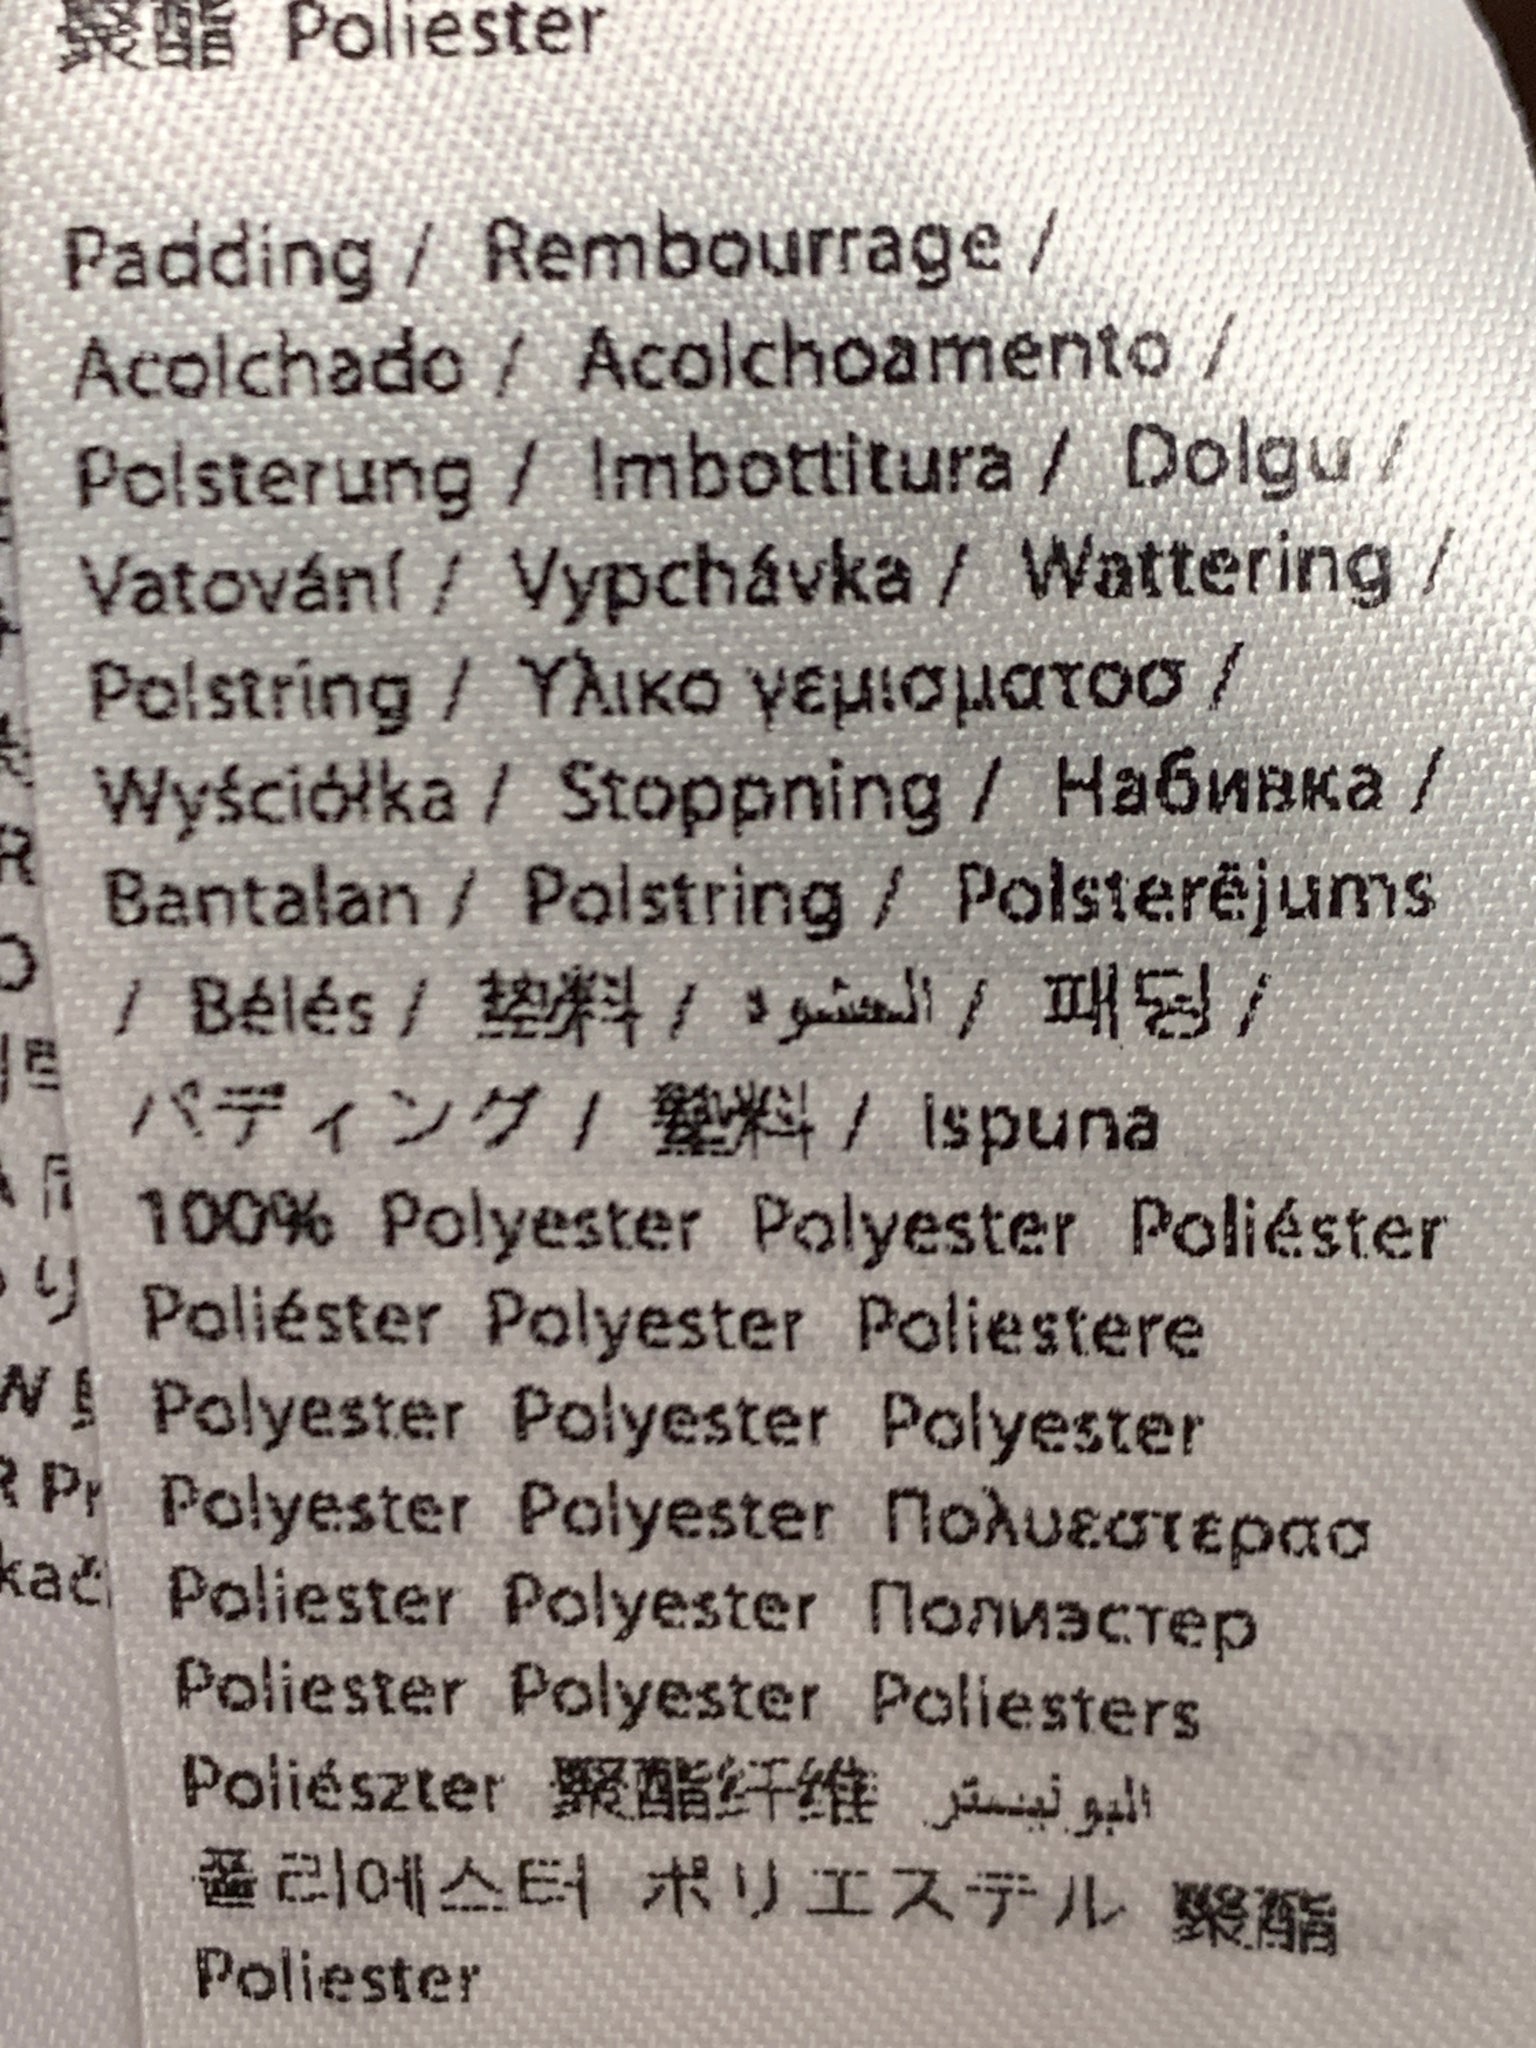 聚酯 Poliester
Padding / Rembourrage /
Acolchado / Acolchoamento /
Polsterung / Imbottitura / Dolgu /
Vatování / Vypchávka / Wattering /
Polstring / Υλικο γεμισματοσ /
Wyściółka / Stoppning / Набивка /
Bantalan / Polstring / Polsterējums
/ Bélés / 垫料 / الحشوة / 패딩 /
パディング / 墊料 / Ispuna
100% Polyester Polyester Poliéster
Poliéster Polyester Poliestere
Polyester Polyester Polyester
Polyester Polyester Πολυεστερασ
Poliester Polyester Полиэстер
Poliester Polyester Poliesters
Poliészter 聚酯纤维 البوليستر
폴리에스터 ポリエステル 聚酯
Poliester